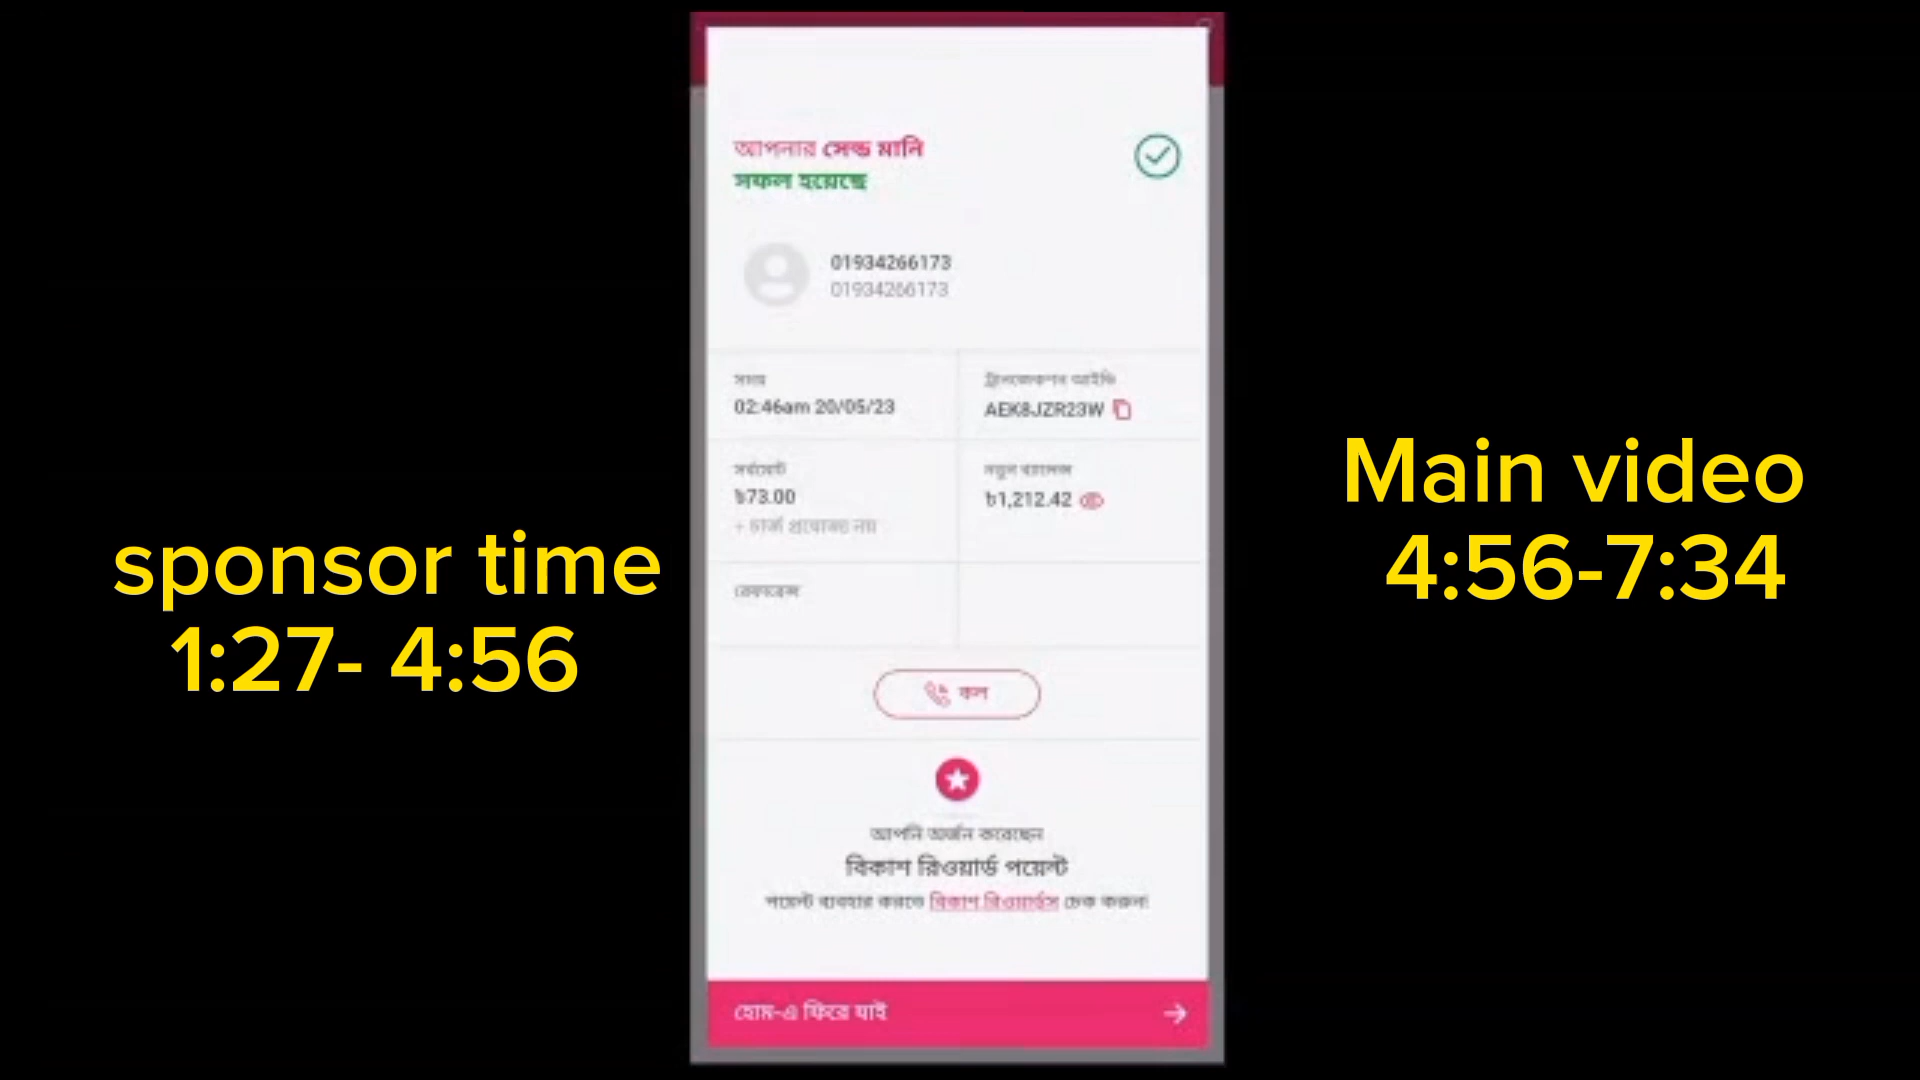 আপনার সেন্ড মানি
সফল হয়েছে
01934266173
01934266173
সময়
02:46am 20/05/23
ট্রানজেকশন আইডি
AEK8JZR23W
সর্বমোট
৳73.00
+ চার্জ প্রযোজ্য নয়
নতুন ব্যালেন্স
৳1,212.42
রেফারেন্স
কল
আপনি অর্জন করেছেন
বিকাশ রিওয়ার্ড পয়েন্ট
পয়েন্ট ব্যবহার করতে বিকাশ রিওয়ার্ডস চেক করুন!
হোম-এ ফিরে যাই
sponsor time
1:27- 4:56
Main video
4:56-7:34